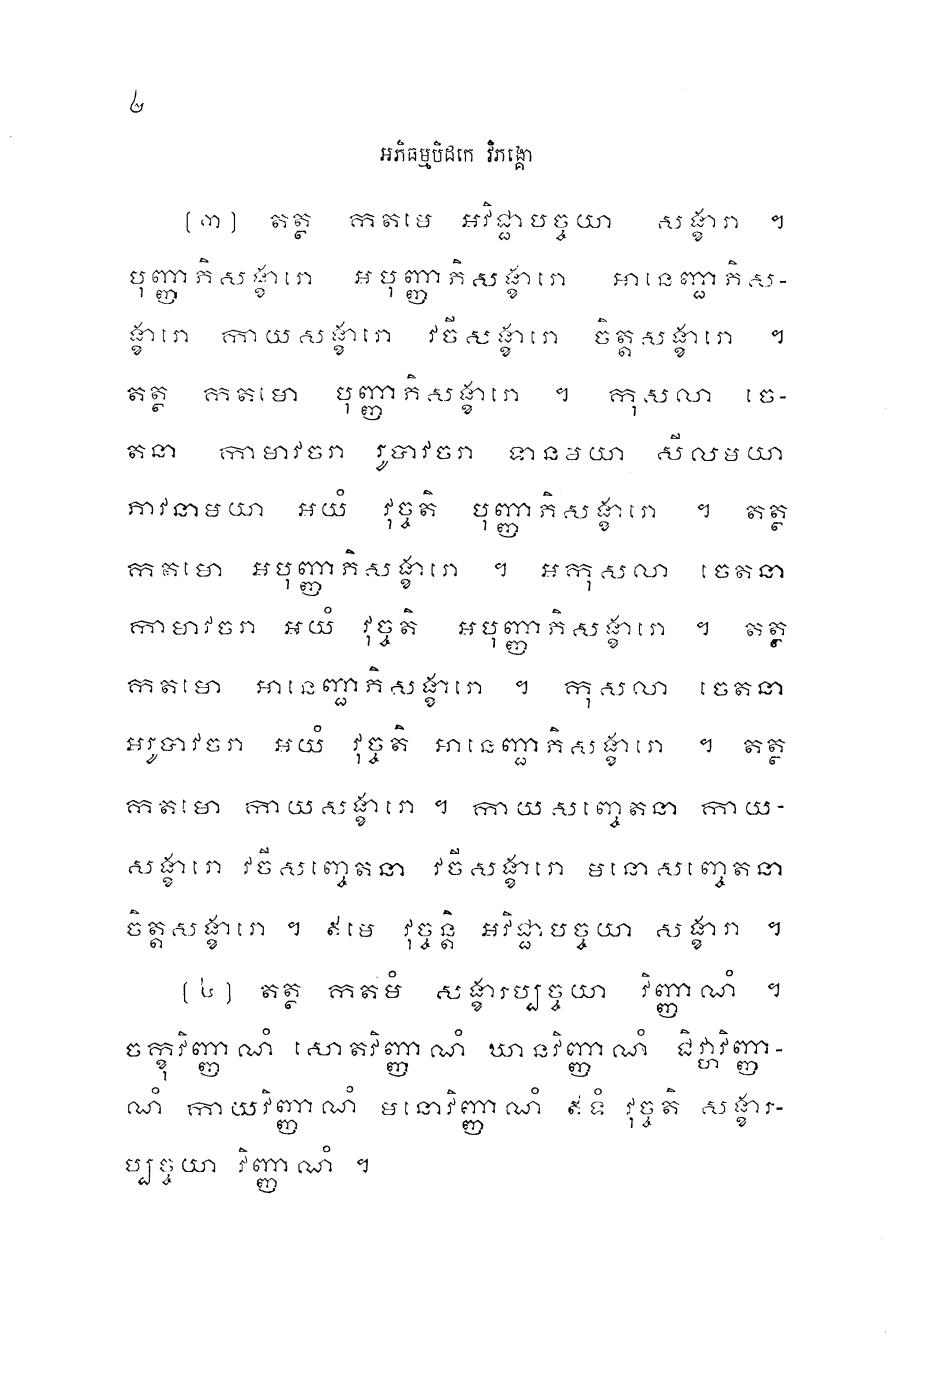 ៤
អភិធម្មបិដកេ វិភង្គោ
(៣) តត្ថ កតមេ អវិជ្ជាបច្ចយា សង្ខារា ។
បុញ្ញាភិសង្ខារោ អបុញ្ញាភិសង្ខារោ អានេញ្ជាភិស-
ង្ខារោ កាយសង្ខារោ វចីសង្ខារោ ចិត្តសង្ខារោ ។
តត្ថ កតមោ បុញ្ញាភិសង្ខារោ ។ កុសលា ចេ-
តនា កាមាវចរា រូបាវចរា ទានមយា សីលមយា
ភាវនាមយា អយំ វុច្ចតិ បុញ្ញាភិសង្ខារោ ។ តត្ថ
កតមោ អបុញ្ញាភិសង្ខារោ ។ អកុសលា ចេតនា
កាមាវចរា អយំ វុច្ចតិ អបុញ្ញាភិសង្ខារោ ។ តត្ថ
កតមោ អានេញ្ជាភិសង្ខារោ ។ កុសលា ចេតនា
អរូបាវចរា អយំ វុច្ចតិ អានេញ្ជាភិសង្ខារោ ។ តត្ថ
កតមោ កាយសង្ខារោ ។ កាយសញ្ចេតនា កាយ-
សង្ខារោ វចីសញ្ចេតនា វចីសង្ខារោ មនោសញ្ចេតនា
ចិត្តសង្ខារោ ។ ឥមេ វុច្ចន្តិ អវិជ្ជាបច្ចយា សង្ខារា ។
(៤) តត្ថ កតមំ សង្ខារប្បច្ចយា វិញ្ញាណំ ។
ចក្ខុវិញ្ញាណំ សោតវិញ្ញាណំ ឃានវិញ្ញាណំ ជិវ្ហាវិញ្ញា-
ណំ កាយវិញ្ញាណំ មនោវិញ្ញាណំ ឥទំ វុច្ចតិ សង្ខារ-
ប្បច្ចយា វិញ្ញាណំ ។